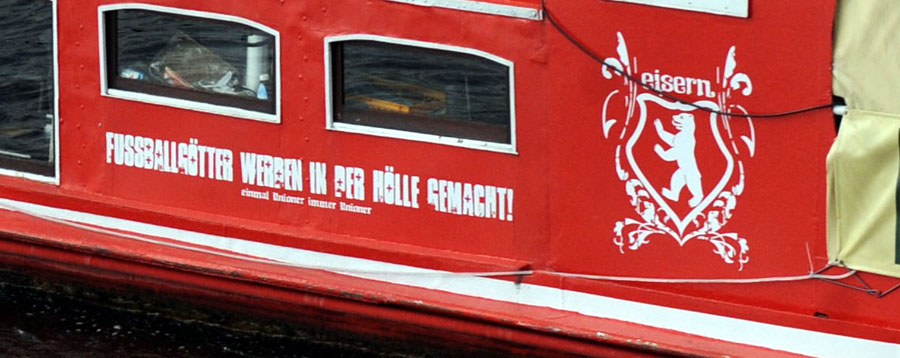 eisern
FUSSBALLGÖTTER WERDEN IN DER HÖLLE GEMACHT!
einmal Unioner immer Unioner